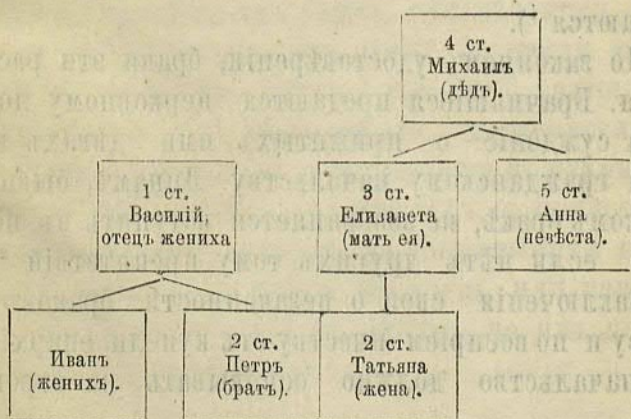 4 ст.
Михаилъ
(дѣдъ).
1 ст.
Василій,
отецъ жениха
3 ст.
Елизавета
(мать ея).
5 ст.
Анна
(невѣста).
Иванъ
(женихъ).
2 ст.
Петръ
(братъ).
2 ст.
Татьяна
(жена).